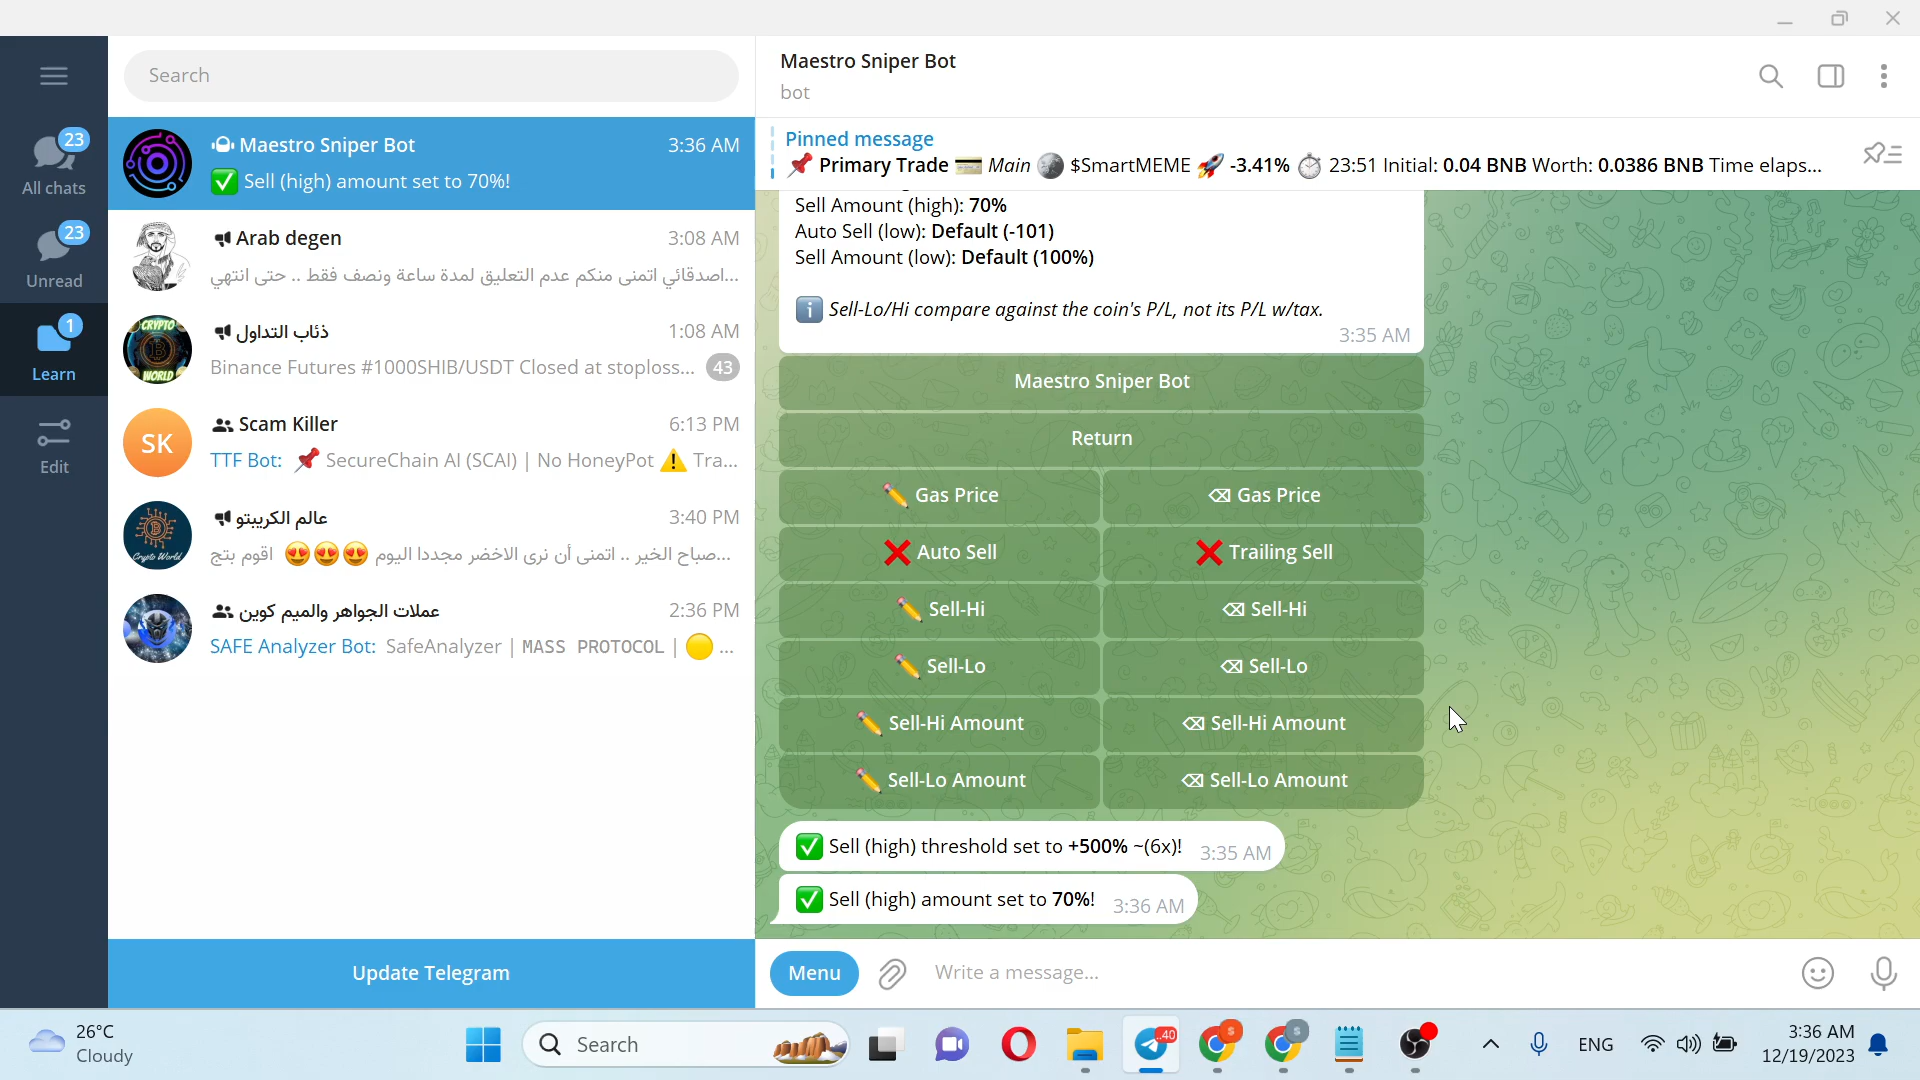 Search
23
All chats
23
Unread
1
Learn
Edit
Maestro Sniper Bot
3:36 AM
Sell (high) amount set to 70%!
Arab degen
3:08 AM
اصدقائي اتمنى منكم عدم التعليق لمدة ساعة ونصف فقط .. حتى انتهي...
ذئاب التداول
1:08 AM
Binance Futures #1000SHIB/USDT Closed at stoploss...
43
SK
Scam Killer
6:13 PM
TTF Bot: 📌 SecureChain AI (SCAI) | No HoneyPot ⚠️ Tra...
عالم الكريبتو
3:40 PM
صباح الخير .. اتمنى أن نرى الاخضر مجددا اليوم 😍😍😍 اقوم بتج...
عملات الجواهر والميم كوين
2:36 PM
SAFE Analyzer Bot: SafeAnalyzer | MASS PROTOCOL | 🟡 ...
CRYPTO
WORLD
Crypto World
Update Telegram
Maestro Sniper Bot
bot
Pinned message
📌 Primary Trade 💳 Main 🌎 $SmartMEME 🚀 -3.41% ⏱ 23:51 Initial: 0.04 BNB Worth: 0.0386 BNB Time elaps...
Sell Amount (high): 70%
Auto Sell (low): Default (-101)
Sell Amount (low): Default (100%)
ℹ️ Sell-Lo/Hi compare against the coin's P/L, not its P/L w/tax.
3:35 AM
Maestro Sniper Bot
Return
✏️ Gas Price
⌫ Gas Price
❌ Auto Sell
❌ Trailing Sell
✏️ Sell-Hi
⌫ Sell-Hi
✏️ Sell-Lo
⌫ Sell-Lo
✏️ Sell-Hi Amount
⌫ Sell-Hi Amount
✏️ Sell-Lo Amount
⌫ Sell-Lo Amount
✅ Sell (high) threshold set to +500% ~(6x)! 3:35 AM
✅ Sell (high) amount set to 70%! 3:36 AM
Menu
Write a message...
26°C
Cloudy
Search
..40
S
S
ENG
3:36 AM
12/19/2023